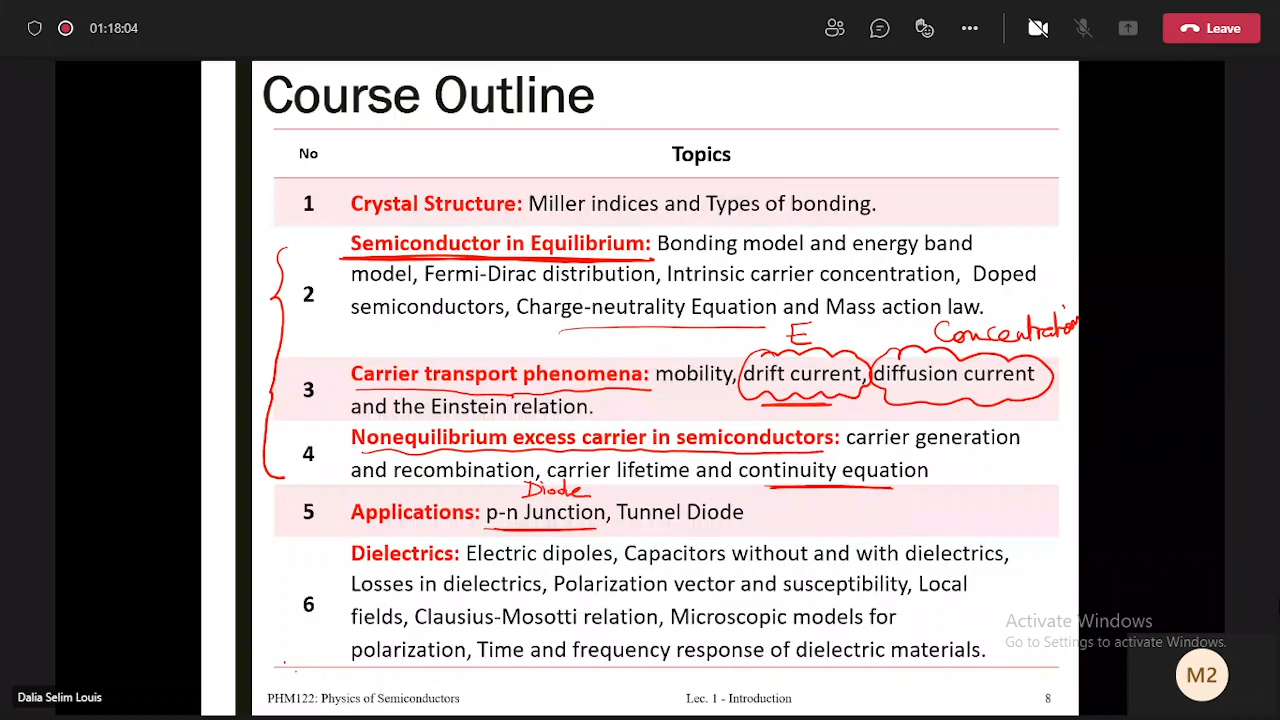 01:18:04
Leave
Course Outline
No Topics
1 Crystal Structure: Miller indices and Types of bonding.
Semiconductor in Equilibrium: Bonding model and energy band
2 model, Fermi-Dirac distribution, Intrinsic carrier concentration, Doped
semiconductors, Charge-neutrality Equation and Mass action law.
E Concentration
3 Carrier transport phenomena: mobility, drift current, diffusion current
and the Einstein relation.
4 Nonequilibrium excess carrier in semiconductors: carrier generation
and recombination, carrier lifetime and continuity equation
Diode
5 Applications: p-n Junction, Tunnel Diode
Dielectrics: Electric dipoles, Capacitors without and with dielectrics,
6 Losses in dielectrics, Polarization vector and susceptibility, Local
fields, Clausius-Mosotti relation, Microscopic models for
polarization, Time and frequency response of dielectric materials.
Activate Windows
Go to Settings to activate Windows.
M2
Dalia Selim Louis
PHM122: Physics of Semiconductors Lec. 1 - Introduction 8